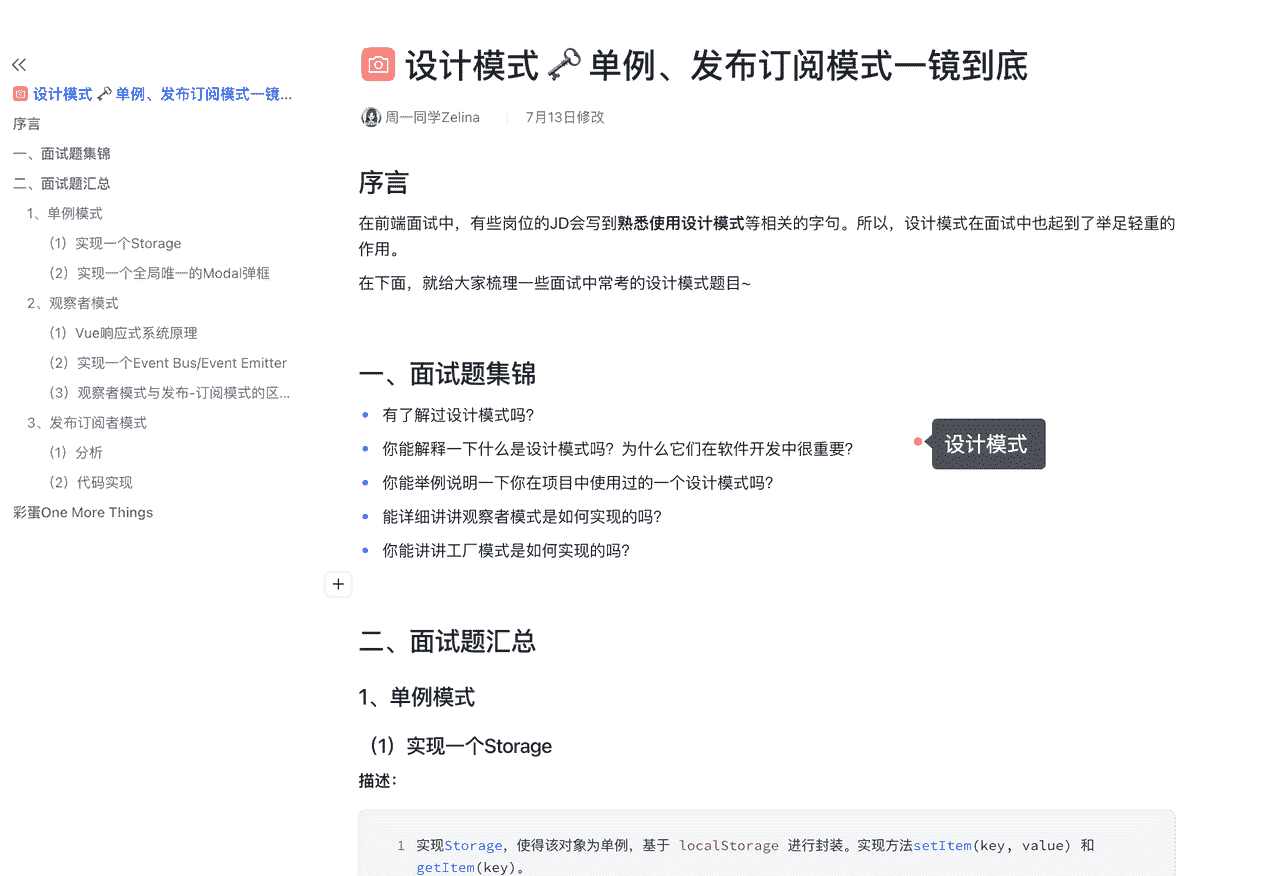 设计模式 🗝 单例、发布订阅模式一镜到底
周一同学Zelina
7月13日修改
设计模式 🗝 单例、发布订阅模式一镜...
序言
一、面试题集锦
二、面试题汇总
1、单例模式
（1）实现一个Storage
（2）实现一个全局唯一的Modal弹框
2、观察者模式
（1）Vue响应式系统原理
（2）实现一个Event Bus/Event Emitter
（3）观察者模式与发布-订阅模式的区...
3、发布订阅者模式
（1）分析
（2）代码实现
彩蛋One More Things
序言
在前端面试中，有些岗位的JD会写到熟悉使用设计模式等相关的字句。所以，设计模式在面试中也起到了举足轻重的
作用。
在下面，就给大家梳理一些面试中常考的设计模式题目~
一、面试题集锦
有了解过设计模式吗？
你能解释一下什么是设计模式吗？为什么它们在软件开发中很重要？
你能举例说明一下你在项目中使用过的一个设计模式吗？
能详细讲讲观察者模式是如何实现的吗？
你能讲讲工厂模式是如何实现的吗？
设计模式
二、面试题汇总
1、单例模式
（1）实现一个Storage
描述：
1 实现Storage，使得该对象为单例，基于 localStorage 进行封装。实现方法setItem(key, value) 和
getItem(key)。